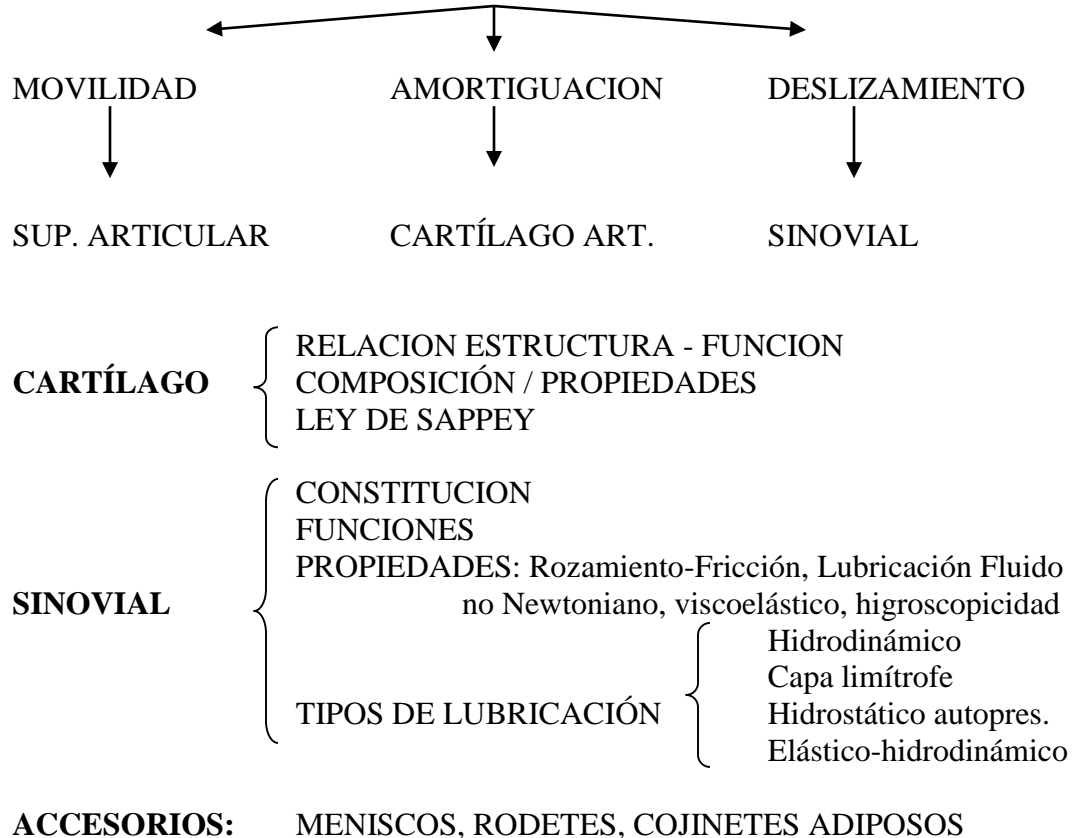 MOVILIDAD AMORTIGUACION DESLIZAMIENTO
SUP. ARTICULAR CARTÍLAGO ART. SINOVIAL
RELACION ESTRUCTURA - FUNCION
CARTÍLAGO COMPOSICIÓN / PROPIEDADES
LEY DE SAPPEY
CONSTITUCION
FUNCIONES
PROPIEDADES: Rozamiento-Fricción, Lubricación Fluido
SINOVIAL no Newtoniano, viscoelástico, higroscopicidad
Hidrodinámico
Capa limítrofe
TIPOS DE LUBRICACIÓN Hidrostático autopres.
Elástico-hidrodinámico
ACCESORIOS: MENISCOS, RODETES, COJINETES ADIPOSOS